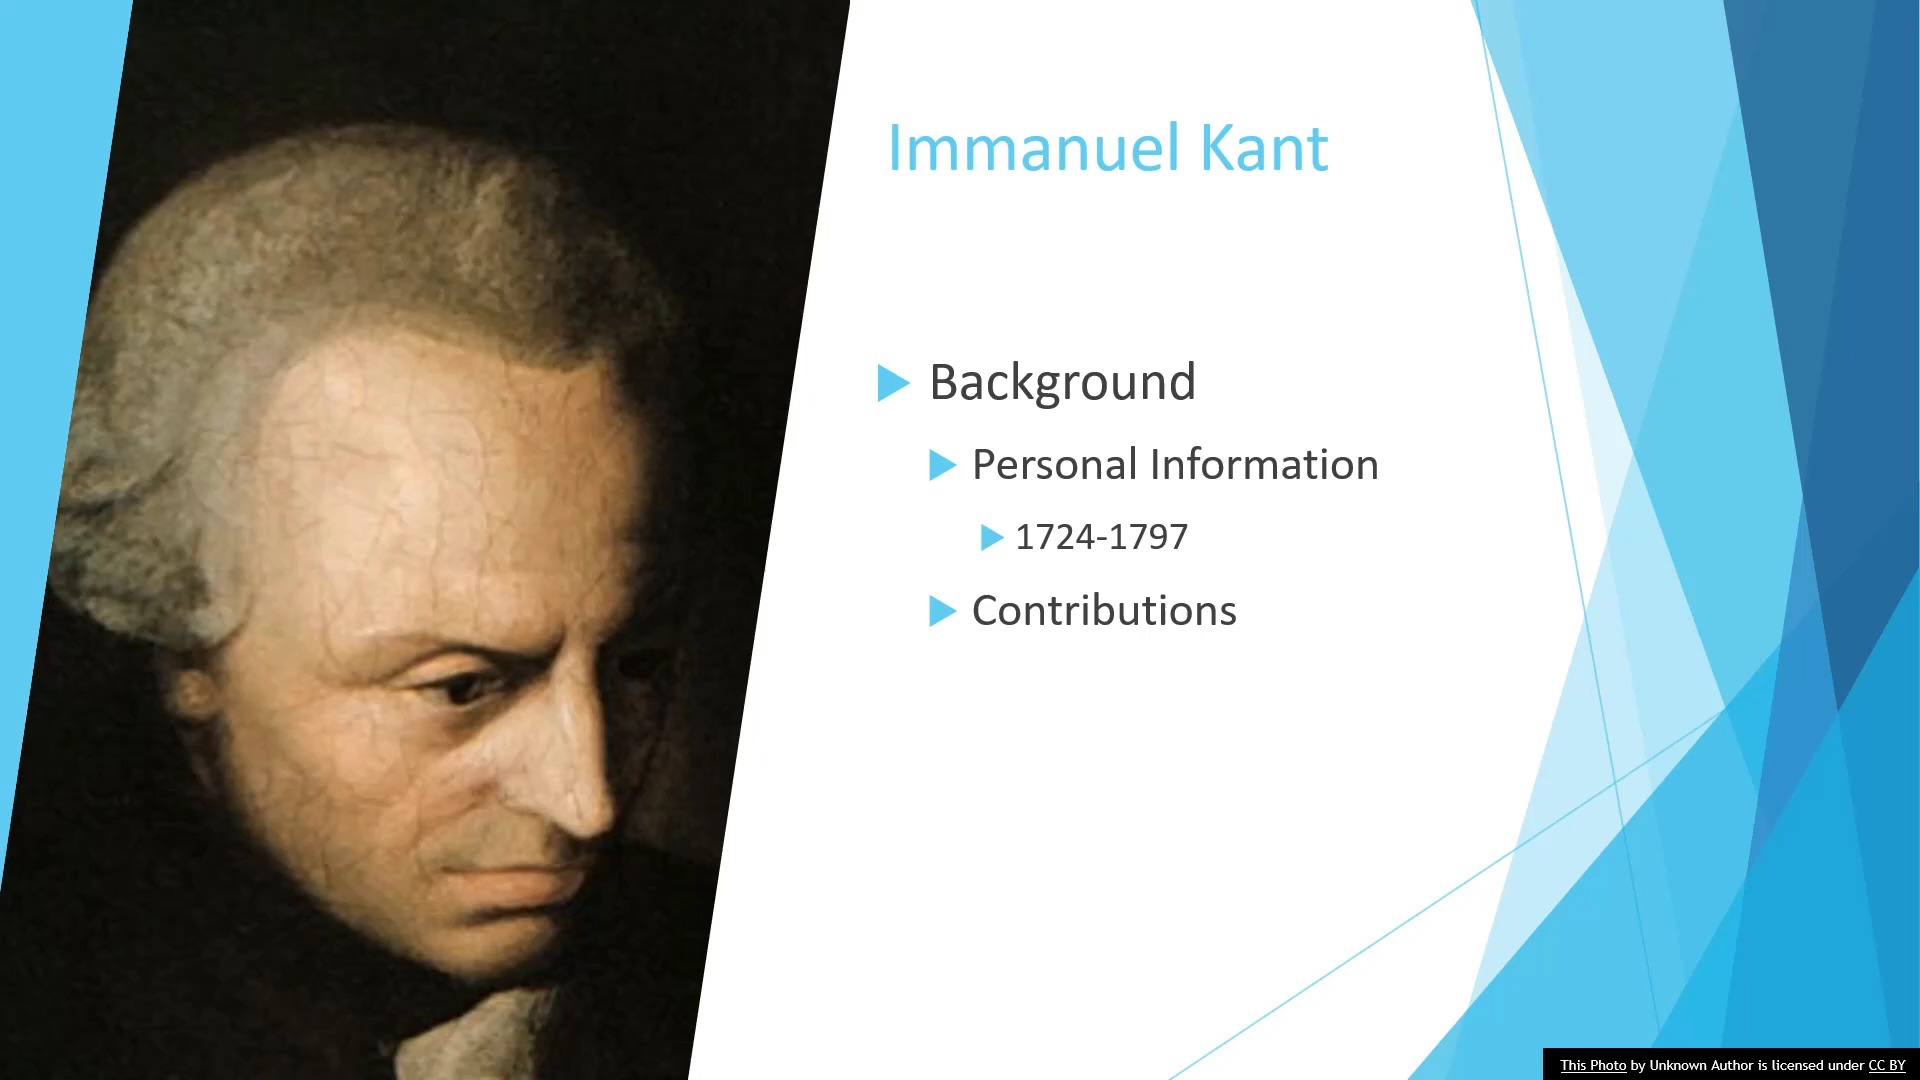 Immanuel Kant
Background
Personal Information
1724-1797
Contributions
This Photo by Unknown Author is licensed under CC BY